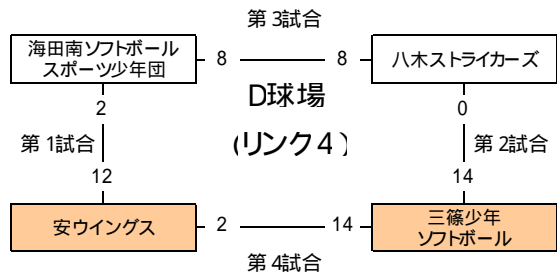 第3試合
海田南ソフトボール
スポーツ少年団
8
8
八木ストライカーズ
2
D球場
0
第1試合
(リンク4)
第2試合
12
14
安ウイングス
2
14
三篠少年
ソフトボール
第4試合